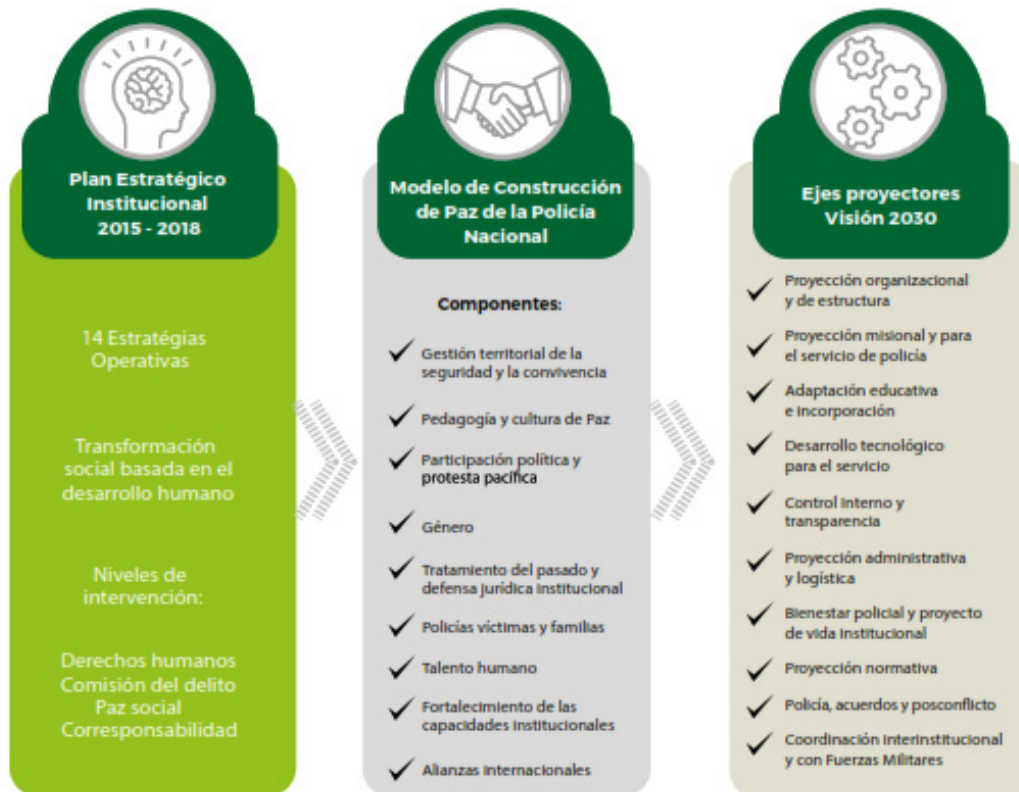 Plan Estratégico
Institucional
2015 - 2018
14 Estratégias
Operativas
Transformación
social basada en el
desarrollo humano
Niveles de
intervención:
Derechos humanos
Comisión del delito
Paz social
Corresponsabilidad
Modelo de Construcción
de Paz de la Policía
Nacional
Componentes:
Gestión territorial de la
seguridad y la convivencia
Pedagogía y cultura de Paz
Participación política y
protesta pacífica
Género
Tratamiento del pasado y
defensa jurídica institucional
Policías víctimas y familias
Talento humano
Fortalecimiento de las
capacidades institucionales
Alianzas internacionales
Ejes proyectores
Visión 2030
Proyección organizacional
y de estructura
Proyección misional y para
el servicio de policía
Adaptación educativa
e incorporación
Desarrollo tecnológico
para el servicio
Control interno y
transparencia
Proyección administrativa
y logística
Bienestar policial y proyecto
de vida institucional
Proyección normativa
Policía, acuerdos y posconflicto
Coordinación interinstitucional
y con Fuerzas Militares